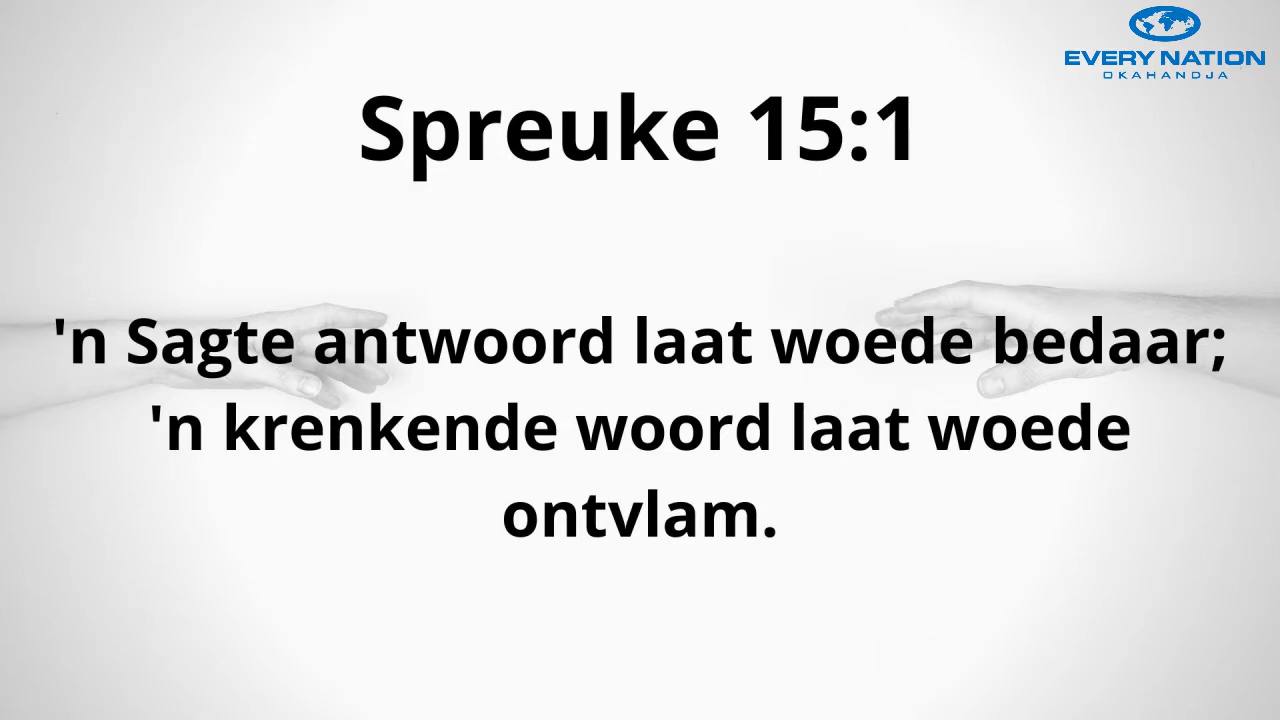 EVERY NATION
OKAHANDJA
Spreuke 15:1
'n Sagte antwoord laat woede bedaar;
'n krenkende woord laat woede
ontvlam.